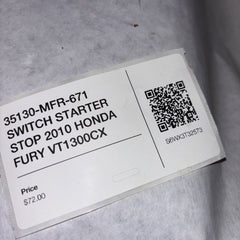 35130-MFR-671
SWITCH STARTER
STOP 2010 HONDA
FURY VT1300CX
Price
$72.00